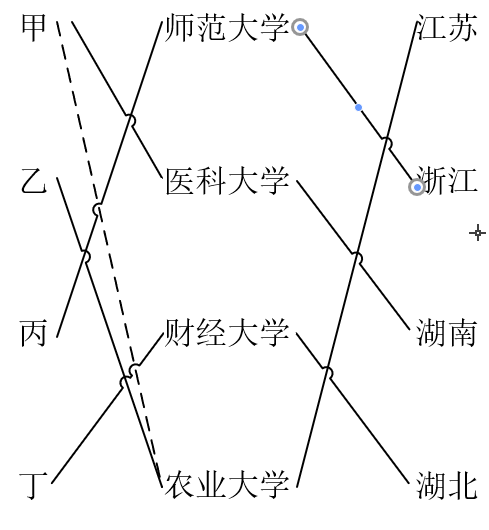 甲 师范大学 江苏
乙 医科大学 浙江
丙 财经大学 湖南
丁 农业大学 湖北